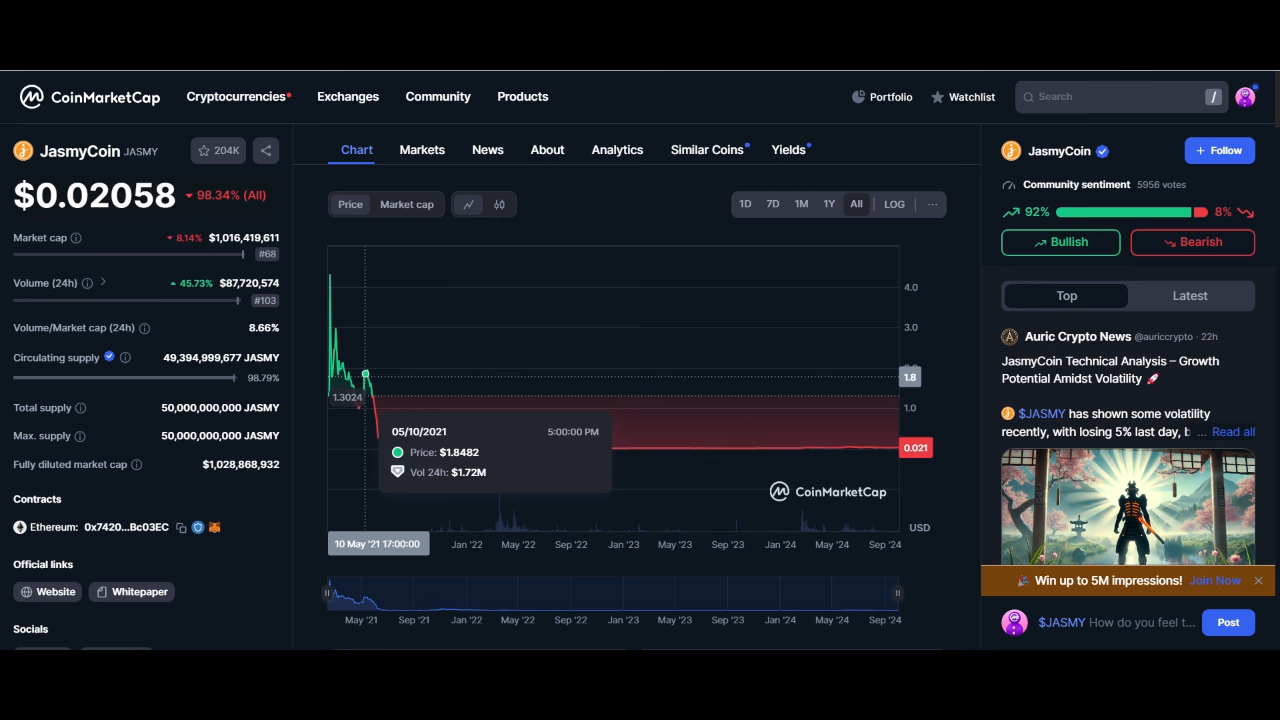 CoinMarketCap
Cryptocurrencies
Exchanges
Community
Products
Portfolio
Watchlist
Search
/
JasmyCoin JASMY
204K
$0.02058
98.34% (All)
Market cap
8.14% $1,016,419,611
#68
Volume (24h)
45.73% $87,720,574
#103
Volume/Market cap (24h)
8.66%
Circulating supply
49,394,999,677 JASMY
98.79%
Total supply
50,000,000,000 JASMY
Max. supply
50,000,000,000 JASMY
Fully diluted market cap
$1,028,868,932
Contracts
Ethereum: 0x7420...Bc03EC
Official links
Website
Whitepaper
Socials
Chart
Markets
News
About
Analytics
Similar Coins
Yields
Price
Market cap
1D
7D
1M
1Y
All
LOG
...
4.0
3.0
1.8
1.0
0.021
1.3024
05/10/2021 5:00:00 PM
Price: $1.8482
Vol 24h: $1.72M
CoinMarketCap
USD
10 May '21 17:00:00
Jan '22
May '22
Sep '22
Jan '23
May '23
Sep '23
Jan '24
May '24
Sep '24
May '21
Sep '21
Jan '22
May '22
Sep '22
Jan '23
May '23
Sep '23
Jan '24
May '24
Sep '24
JasmyCoin
+ Follow
Community sentiment 5956 votes
92%
8%
Bullish
Bearish
Top
Latest
Auric Crypto News @auriccrypto · 22h
JasmyCoin Technical Analysis – Growth
Potential Amidst Volatility 🚀
$JASMY has shown some volatility
recently, with losing 5% last day, b ... Read all
Win up to 5M impressions! Join Now
$JASMY How do you feel t...
Post